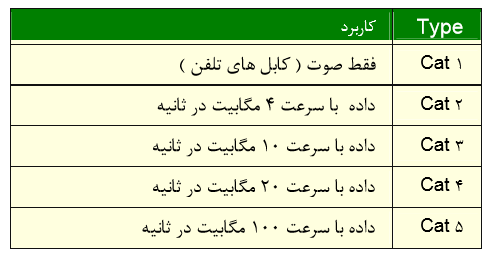 Type کاربرد
Cat ۱ فقط صوت ( کابل های تلفن )
Cat ۲ داده با سرعت ۴ مگابیت در ثانیه
Cat ۳ داده با سرعت ۱۰ مگابیت در ثانیه
Cat ۴ داده با سرعت ۲۰ مگابیت در ثانیه
Cat ۵ داده با سرعت ۱۰۰ مگابیت در ثانیه